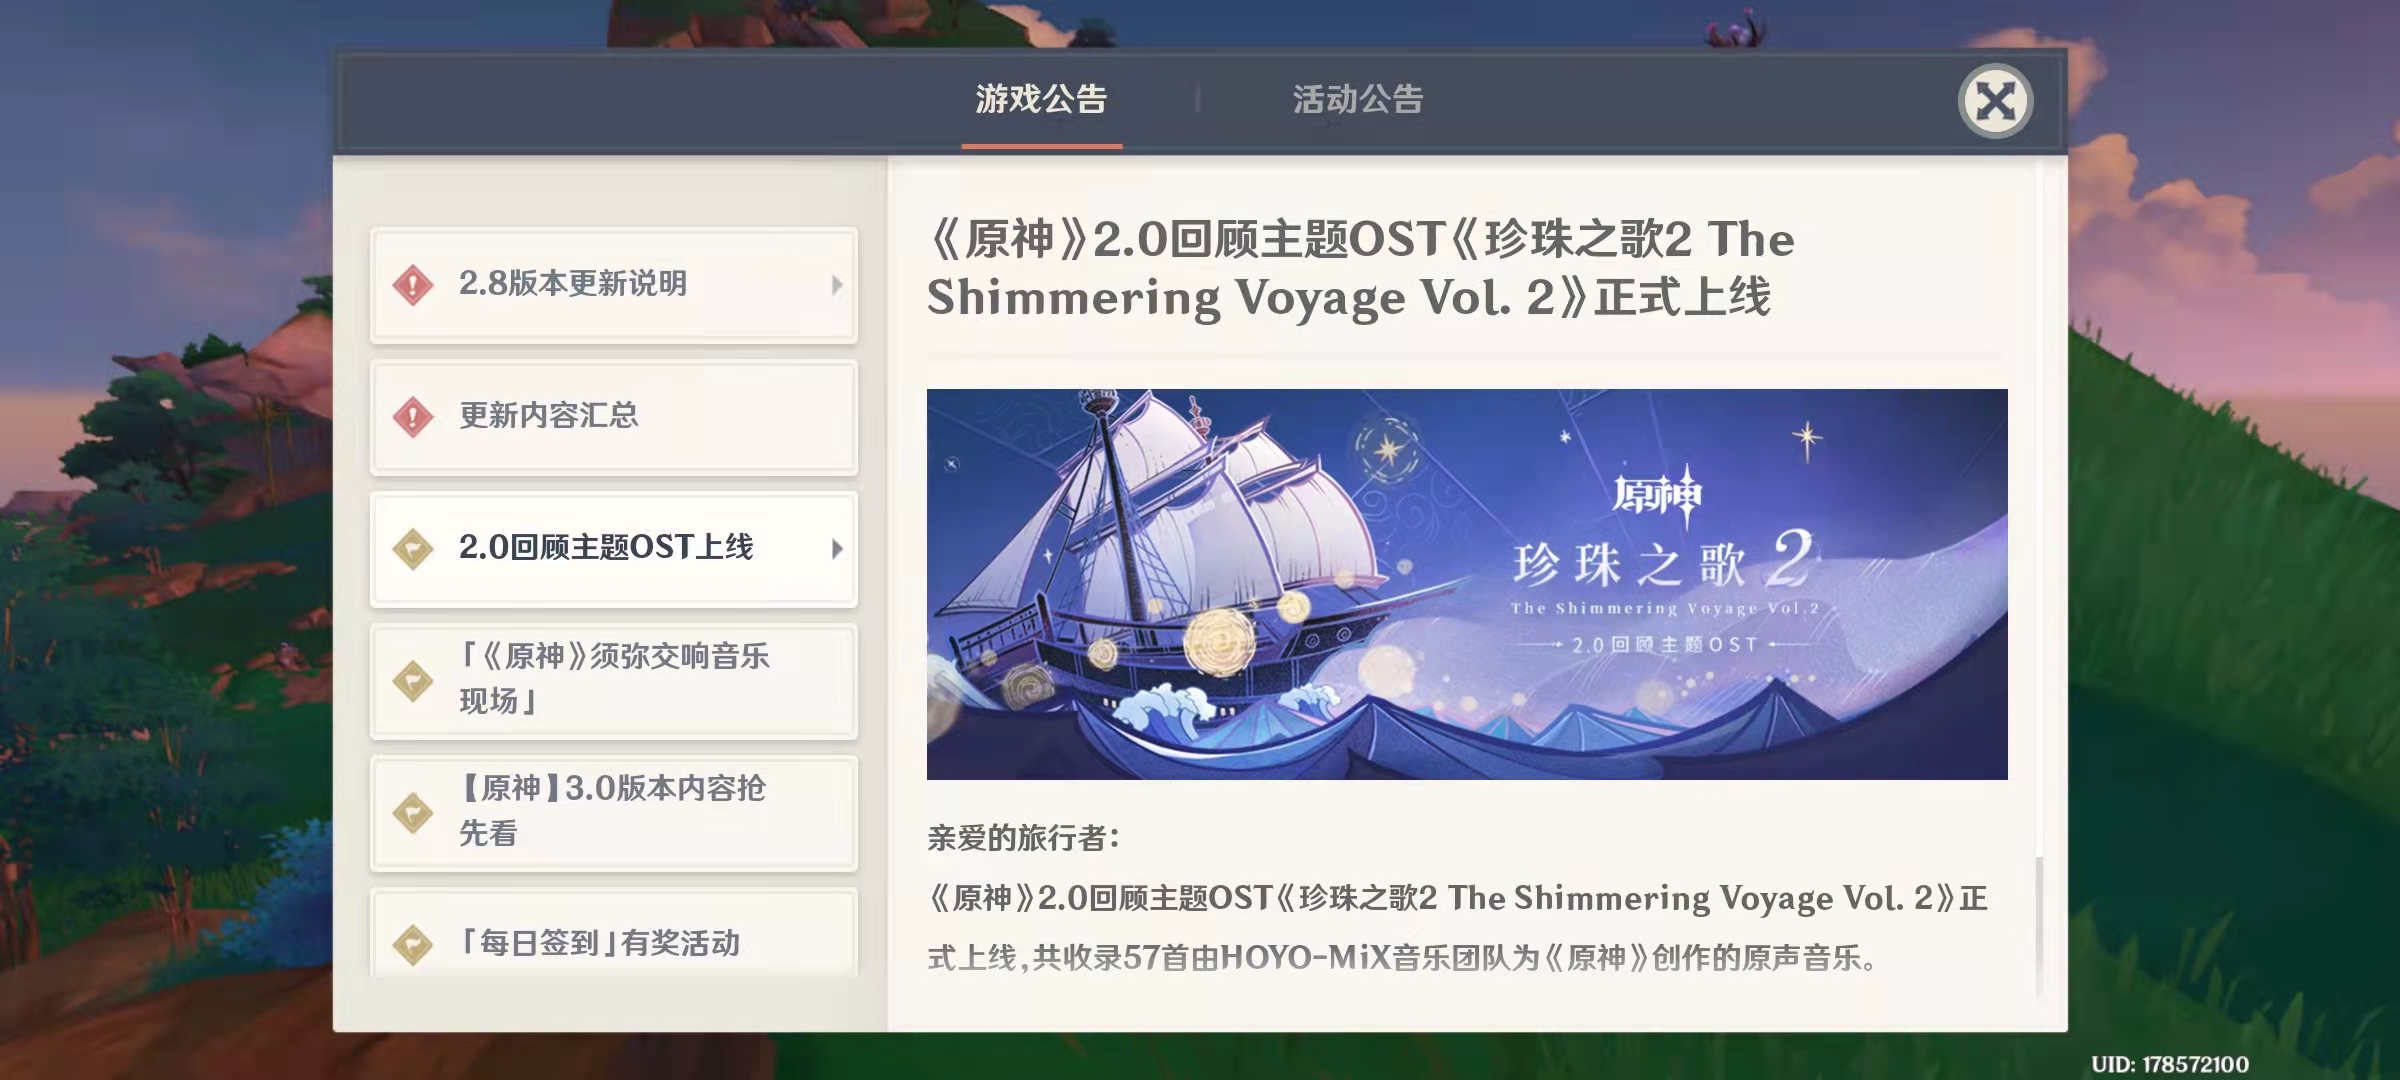 游戏公告
活动公告
2.8版本更新说明
更新内容汇总
2.0回顾主题OST上线
「《原神》须弥交响音乐
现场」
【原神】3.0版本内容抢
先看
「每日签到」有奖活动
《原神》2.0回顾主题OST《珍珠之歌2 The
Shimmering Voyage Vol. 2》正式上线
原神
珍珠之歌2
The Shimmering Voyage Vol.2
2.0回顾主题OST
亲爱的旅行者：
《原神》2.0回顾主题OST《珍珠之歌2 The Shimmering Voyage Vol. 2》正
式上线，共收录57首由HOYO-MiX音乐团队为《原神》创作的原声音乐。
UID: 178572100